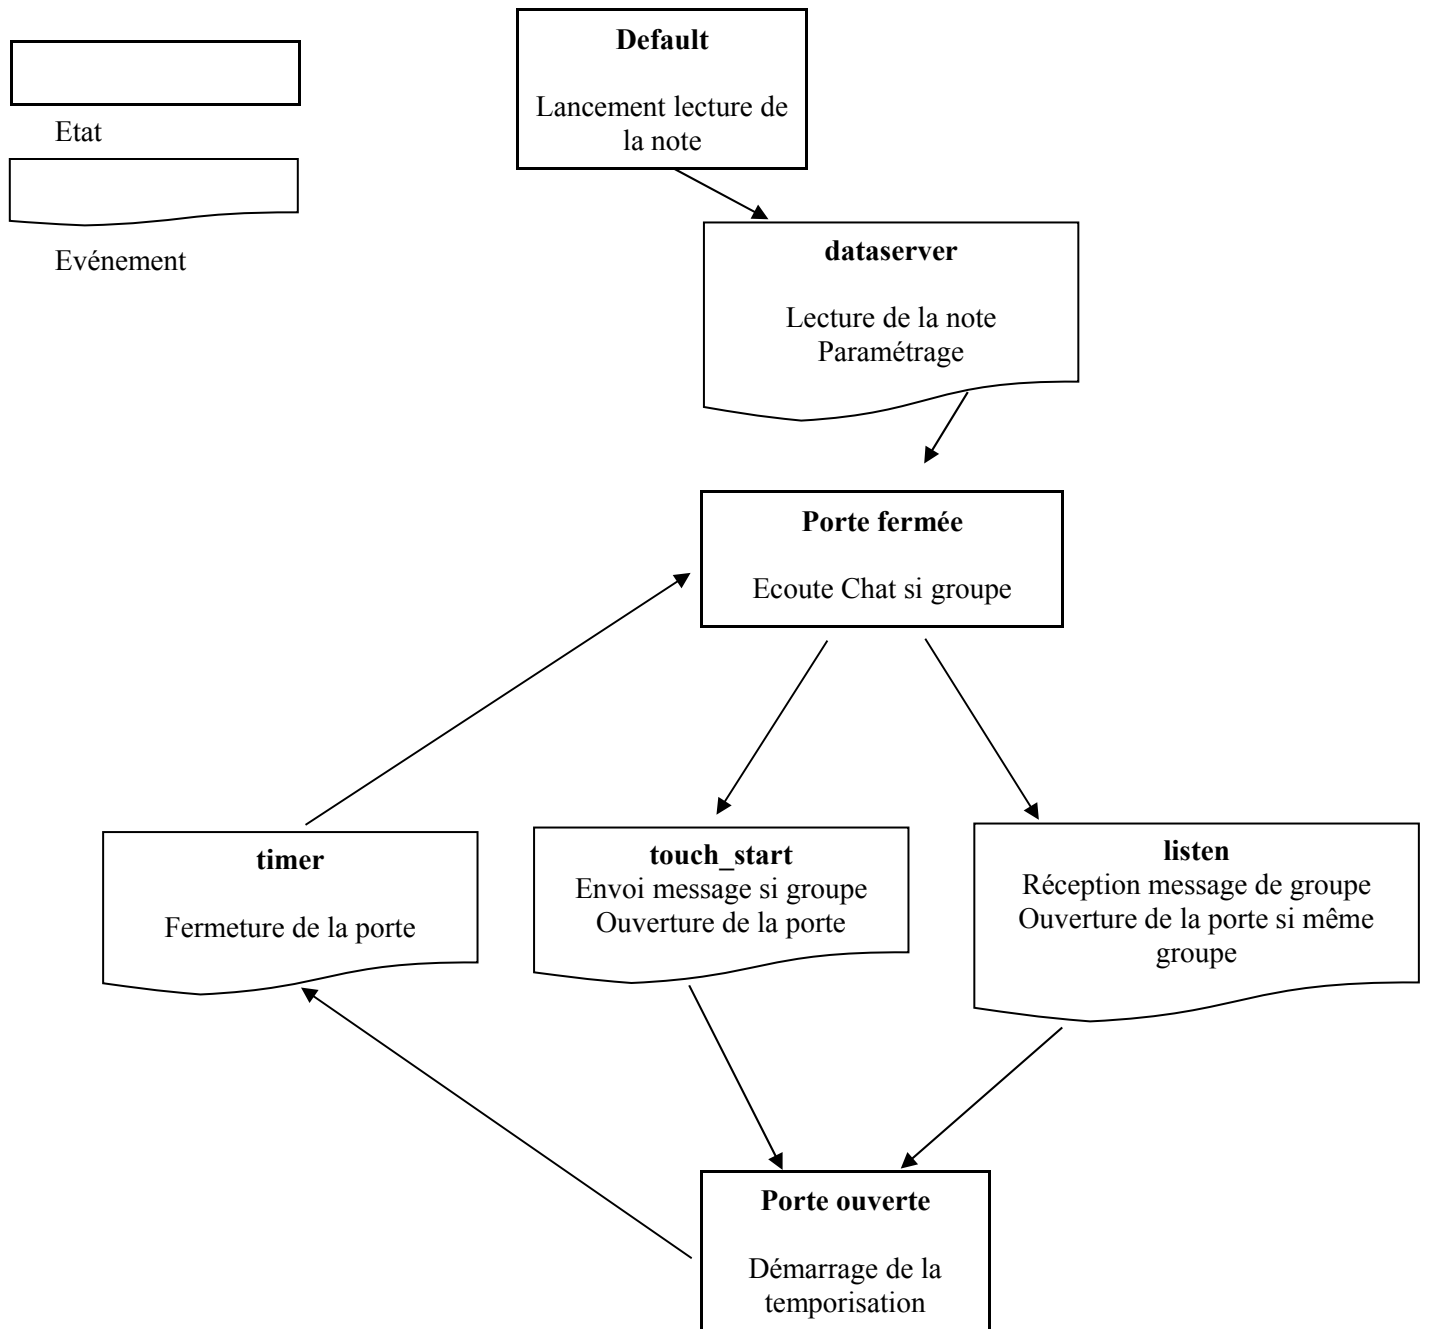 Default
Lancement lecture de
la note
Etat
Evénement
dataserver
Lecture de la note
Paramétrage
Porte fermée
Ecoute Chat si groupe
timer
Fermeture de la porte
touch_start
Envoi message si groupe
Ouverture de la porte
listen
Réception message de groupe
Ouverture de la porte si même
groupe
Porte ouverte
Démarrage de la
temporisation